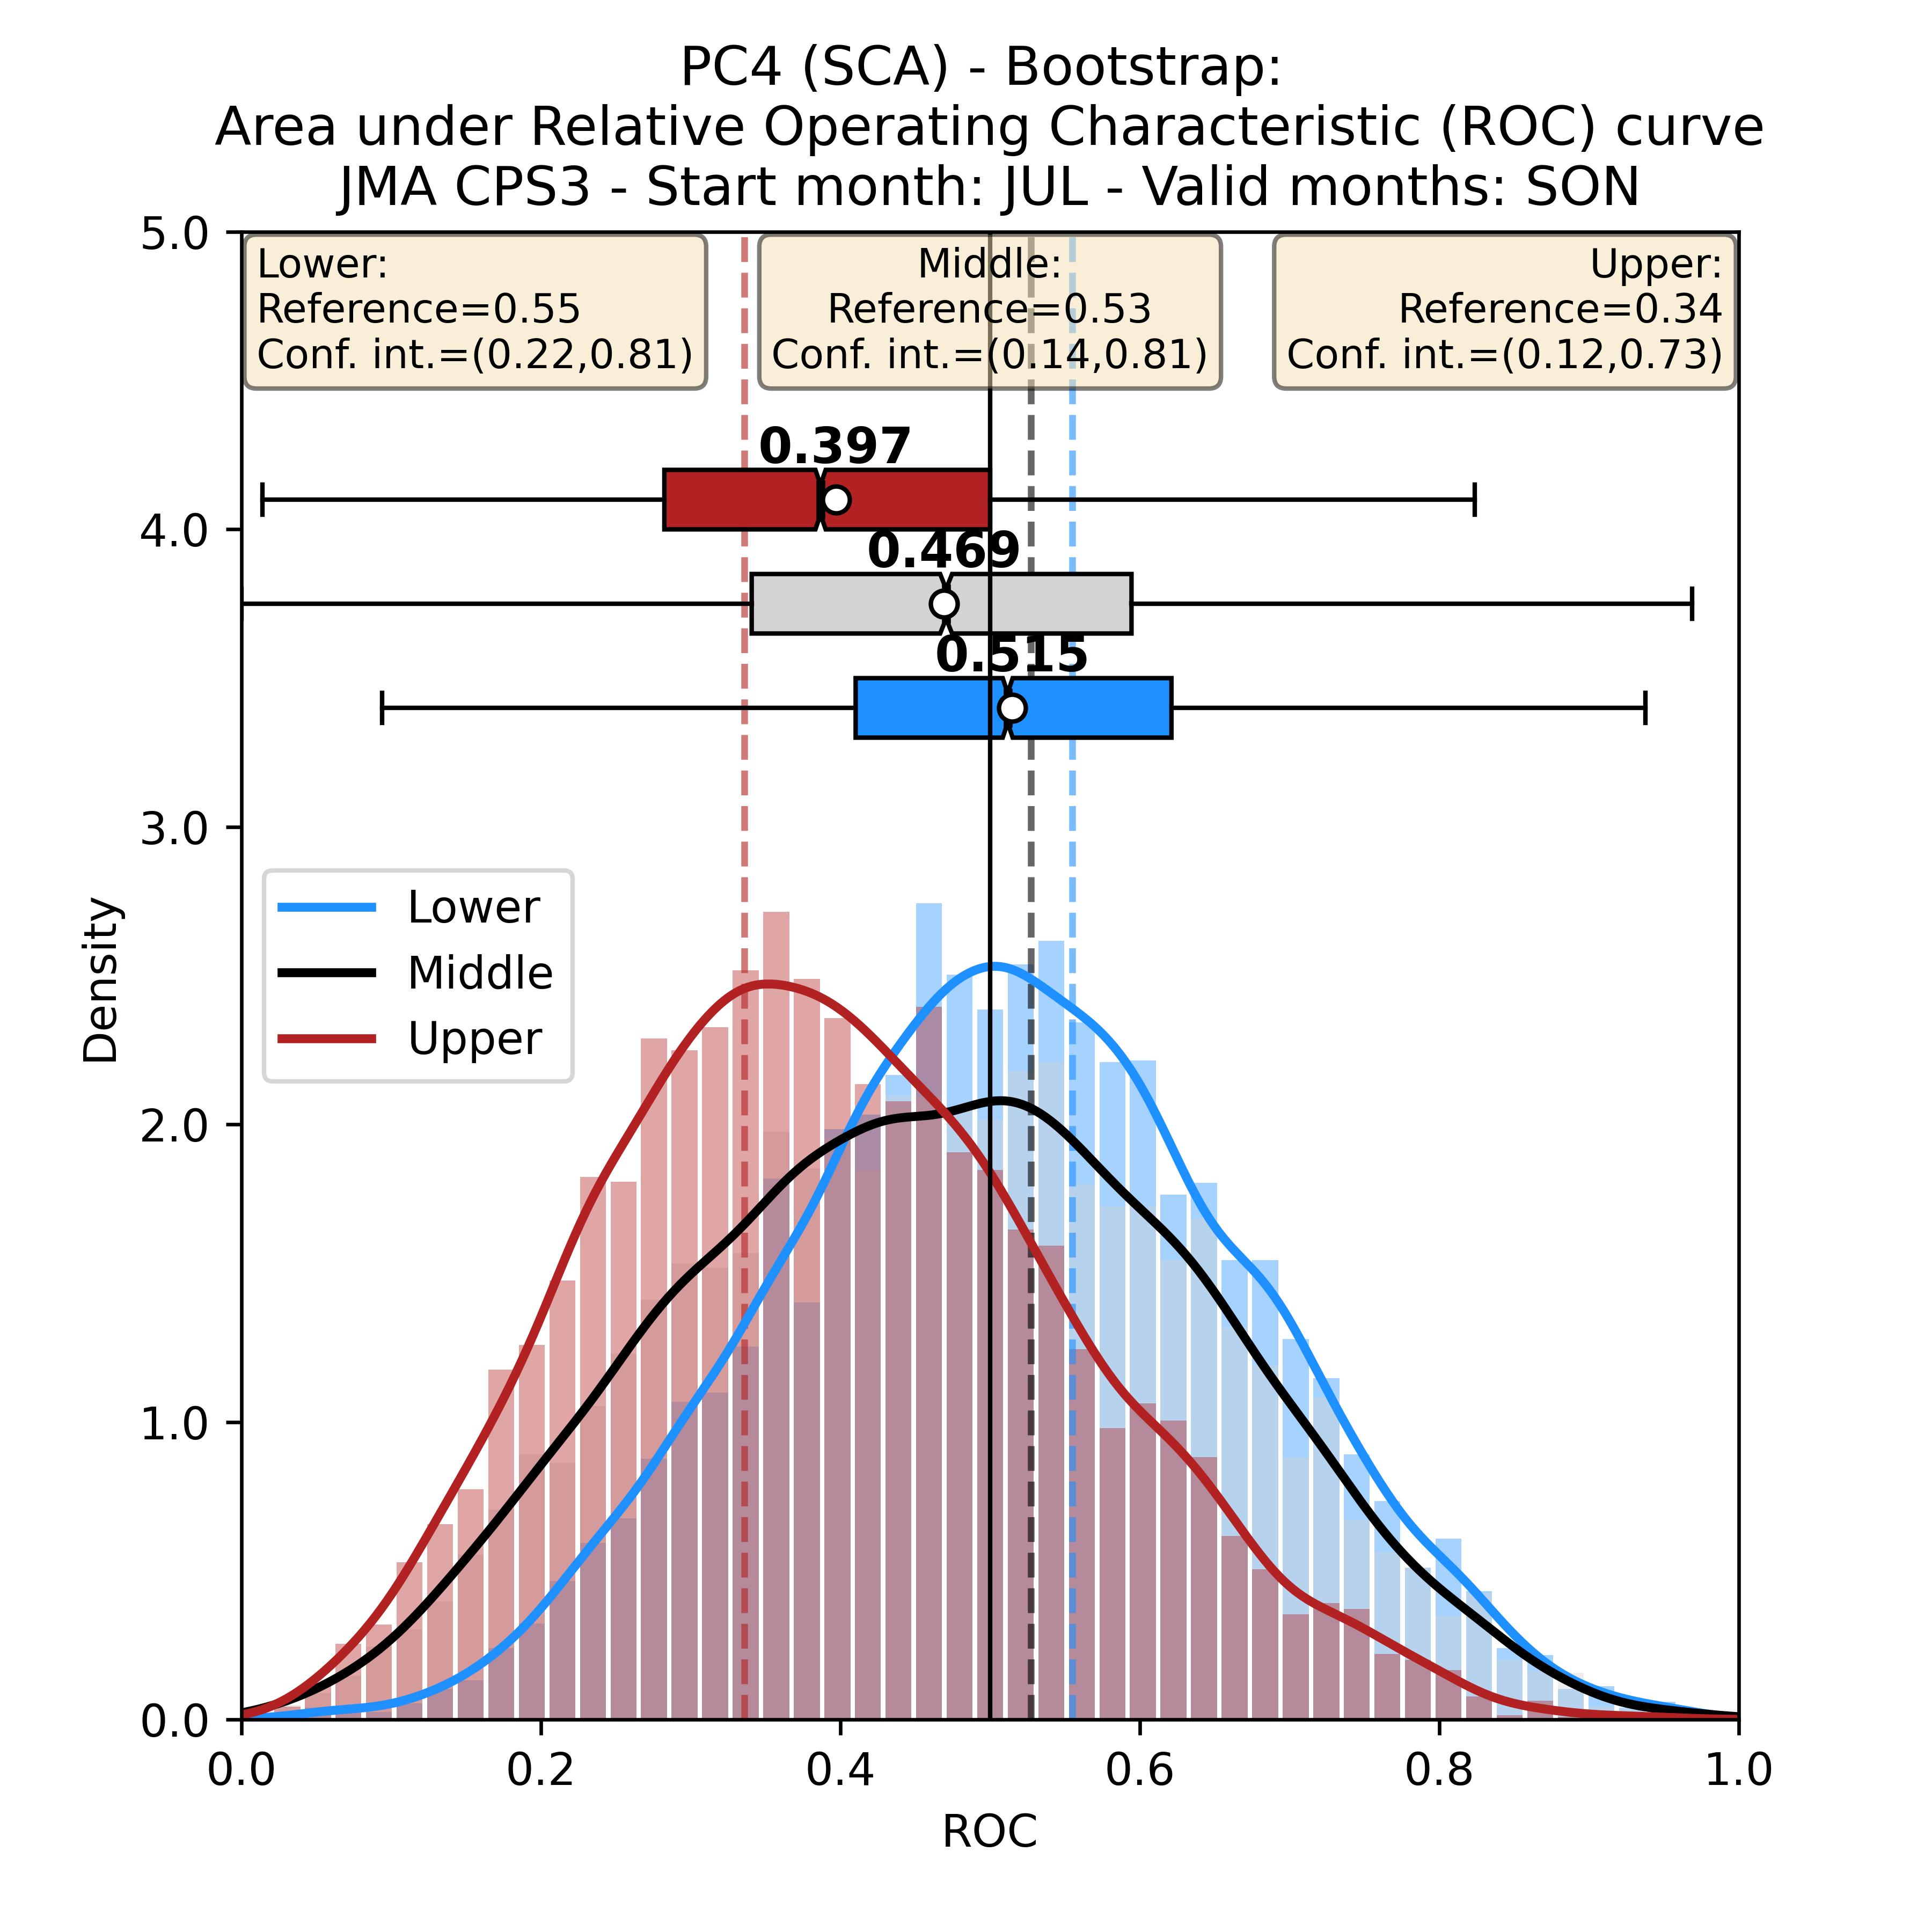 PC4 (SCA) - Bootstrap:
Area under Relative Operating Characteristic (ROC) curve
JMA CPS3 - Start month: JUL - Valid months: SON
5.0
Lower:
Reference=0.55
Conf. int.=(0.22,0.81)
Middle:
Reference=0.53
Conf. int.=(0.14,0.81)
Upper:
Reference=0.34
Conf. int.=(0.12,0.73)
0.397
4.0
0.469
0.515
3.0
Lower
Middle
Upper
Density
2.0
1.0
0.0
0.0 0.2 0.4 0.6 0.8 1.0
ROC